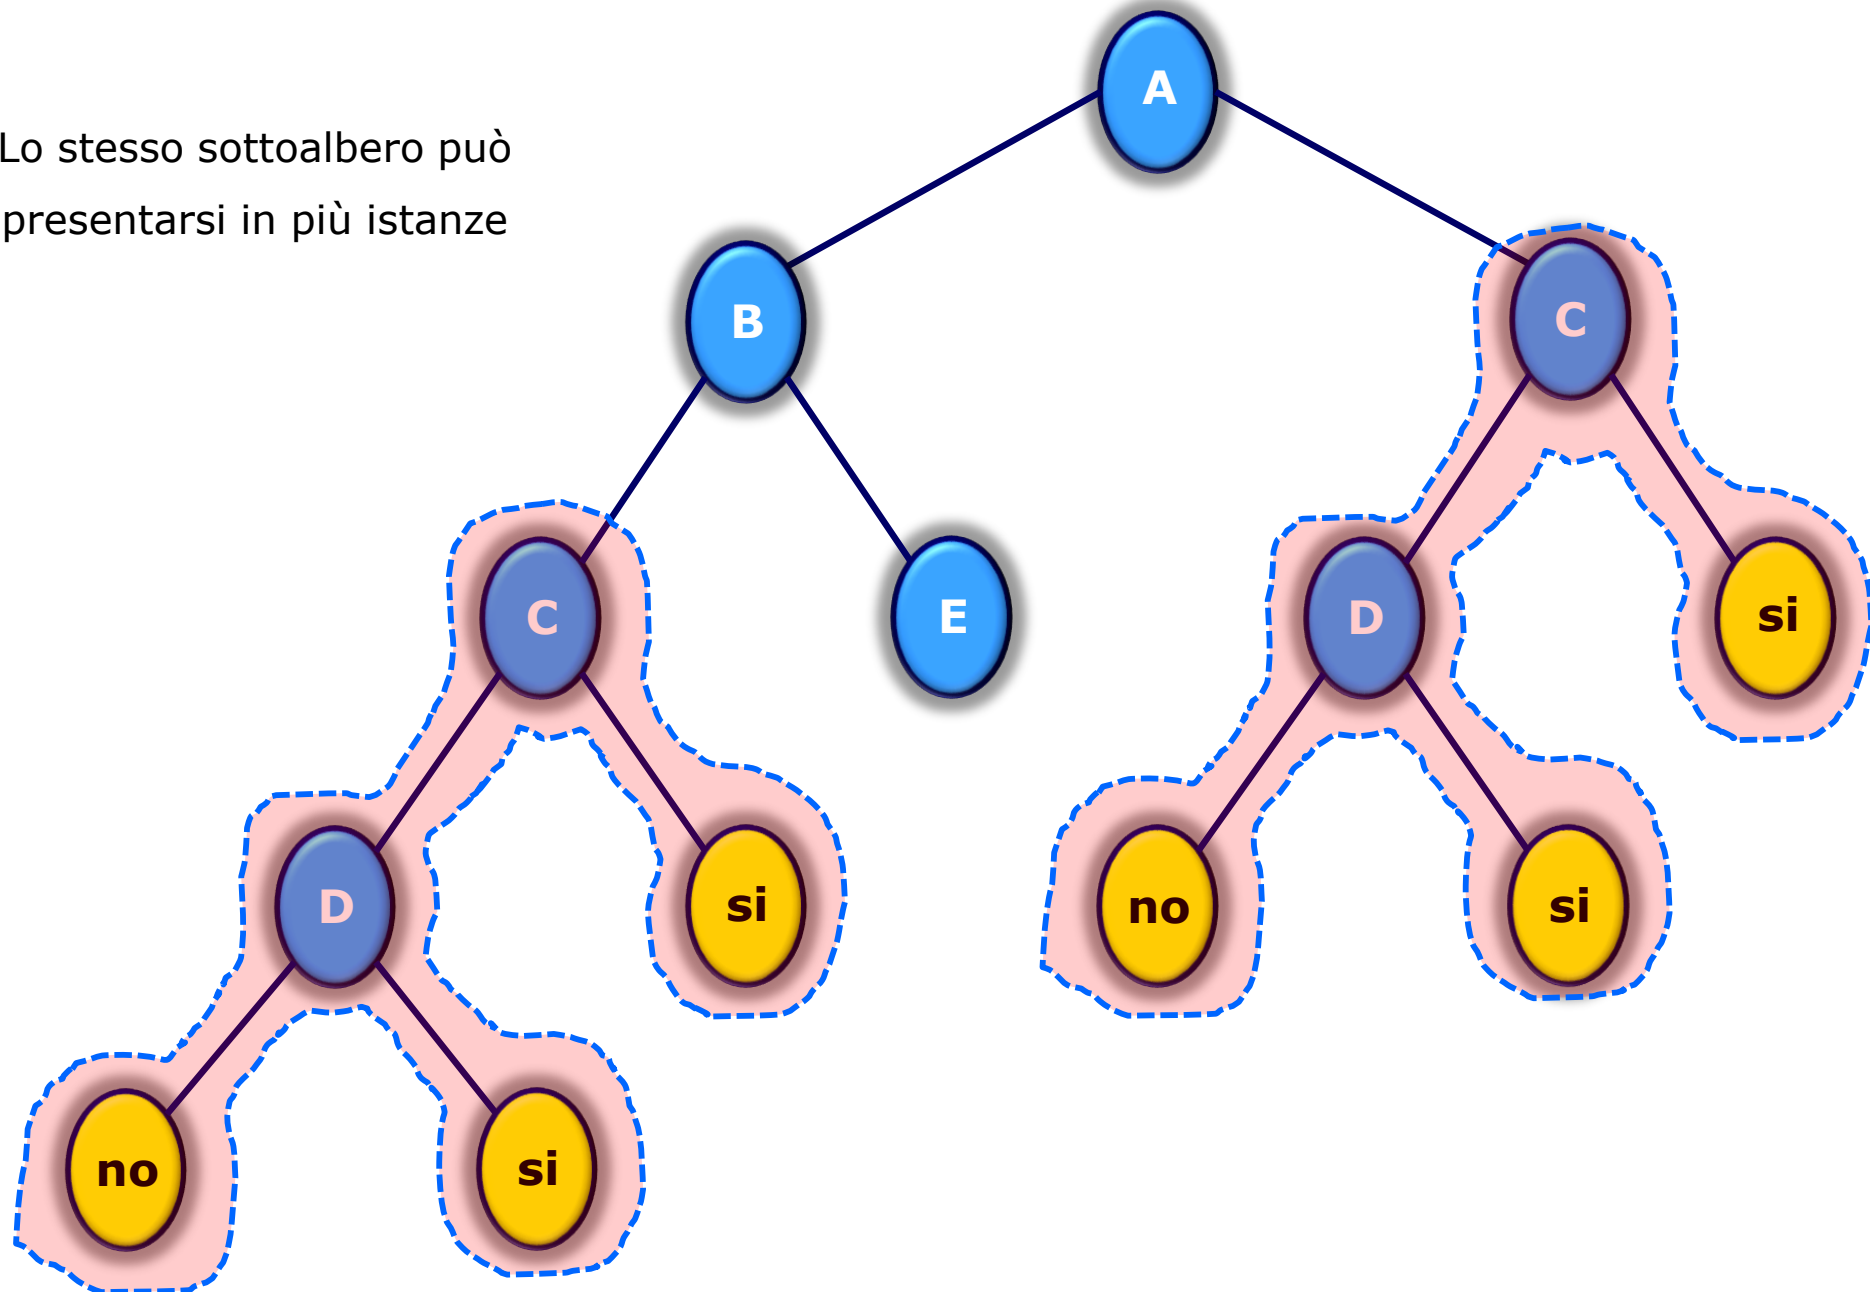 Lo stesso sottoalbero può
presentarsi in più istanze
A
B
C
C
E
D
si
D
si
no
si
no
si